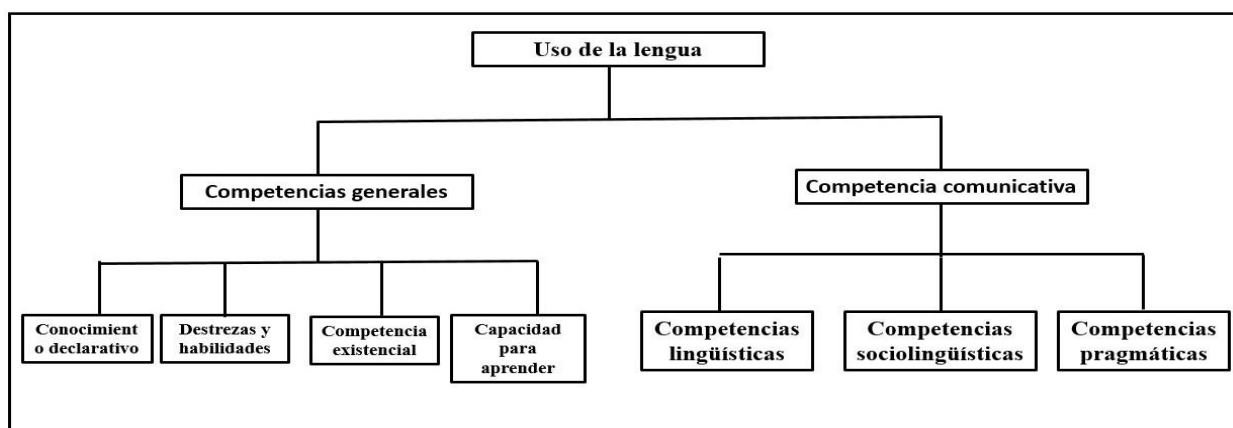 Uso de la lengua
Competencias generales
Competencia comunicativa
Conocimient
o declarativo
Destrezas y
habilidades
Competencia
existencial
Capacidad
para
aprender
Competencias
lingüísticas
Competencias
sociolingüísticas
Competencias
pragmáticas